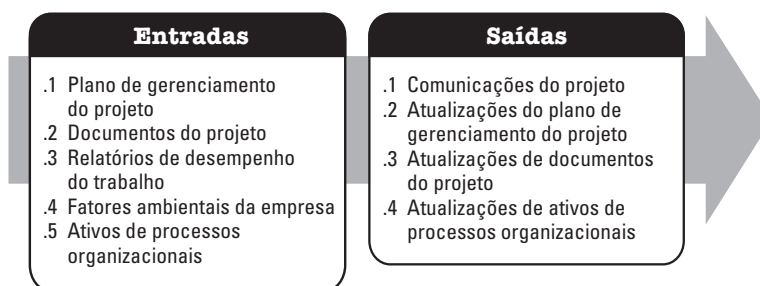 Entradas
.1 Plano de gerenciamento
do projeto
.2 Documentos do projeto
.3 Relatórios de desempenho
do trabalho
.4 Fatores ambientais da empresa
.5 Ativos de processos
organizacionais
Saídas
.1 Comunicações do projeto
.2 Atualizações do plano de
gerenciamento do projeto
.3 Atualizações de documentos
do projeto
.4 Atualizações de ativos de
processos organizacionais